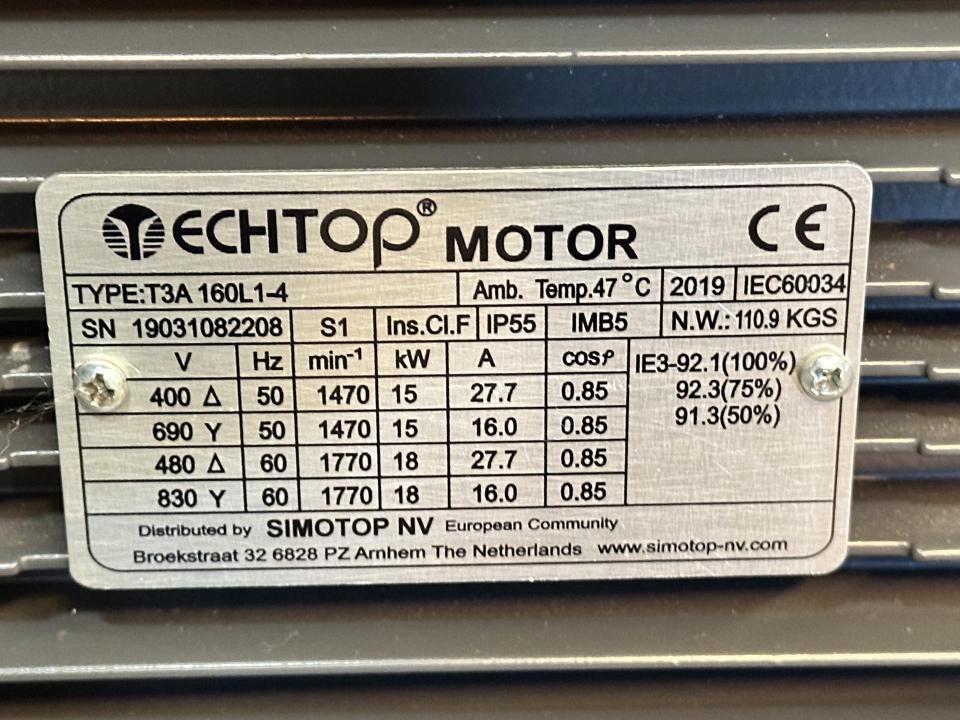 TECHTOP® MOTOR CE
TYPE:T3A 160L1-4 Amb. Temp.47 °C 2019 IEC60034
SN 19031082208 S1 Ins.Cl.F IP55 IMB5 N.W.: 110.9 KGS
V Hz min⁻¹ kW A cosρ IE3-92.1(100%)
400 Δ 50 1470 15 27.7 0.85 92.3(75%)
690 Y 50 1470 15 16.0 0.85 91.3(50%)
480 Δ 60 1770 18 27.7 0.85
830 Y 60 1770 18 16.0 0.85
Distributed by SIMOTOP NV European Community
Broekstraat 32 6828 PZ Arnhem The Netherlands www.simotop-nv.com